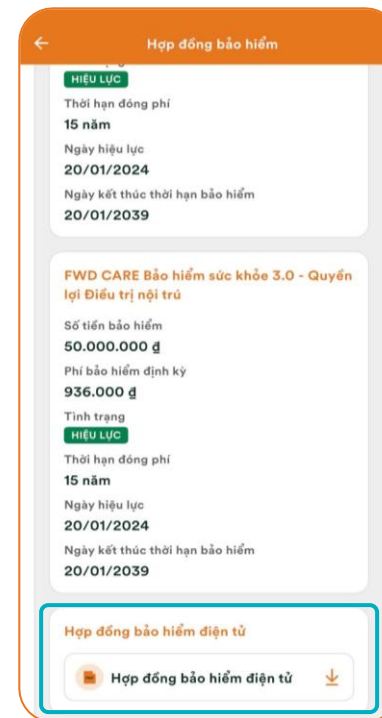 Hợp đồng bảo hiểm
HIỆU LỰC
Thời hạn đóng phí
15 năm
Ngày hiệu lực
20/01/2024
Ngày kết thúc thời hạn bảo hiểm
20/01/2039
FWD CARE Bảo hiểm sức khỏe 3.0 - Quyền
lợi Điều trị nội trú
Số tiền bảo hiểm
50.000.000 ₫
Phí bảo hiểm định kỳ
936.000 ₫
Tình trạng
HIỆU LỰC
Thời hạn đóng phí
15 năm
Ngày hiệu lực
20/01/2024
Ngày kết thúc thời hạn bảo hiểm
20/01/2039
Hợp đồng bảo hiểm điện tử
Hợp đồng bảo hiểm điện tử